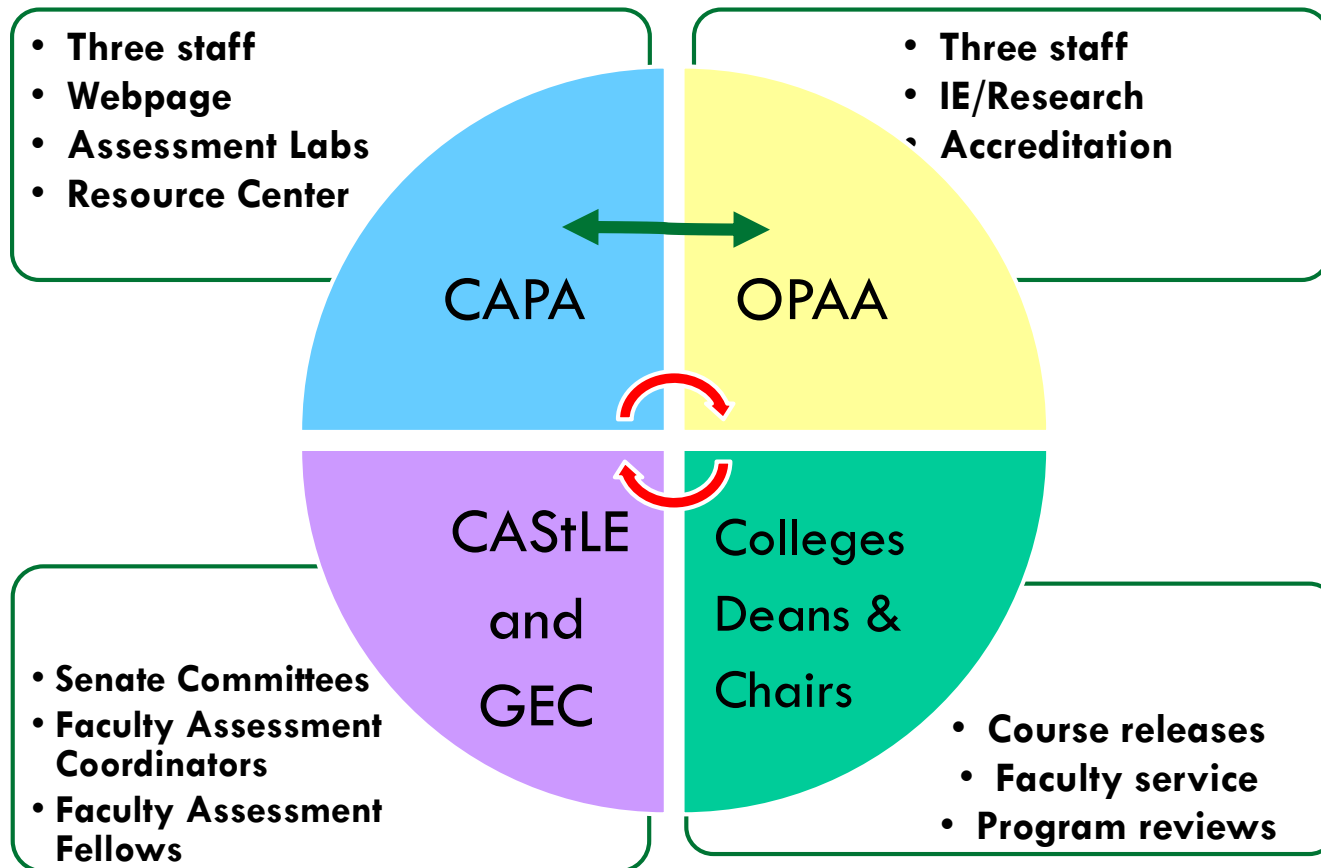 • Three staff
• Webpage
• Assessment Labs
• Resource Center
• Three staff
• IE/Research
• Accreditation
CAPA
OPAA
CAStLE
and
GEC
Colleges
Deans &
Chairs
• Senate Committees
• Faculty Assessment
Coordinators
• Faculty Assessment
Fellows
• Course releases
• Faculty service
• Program reviews